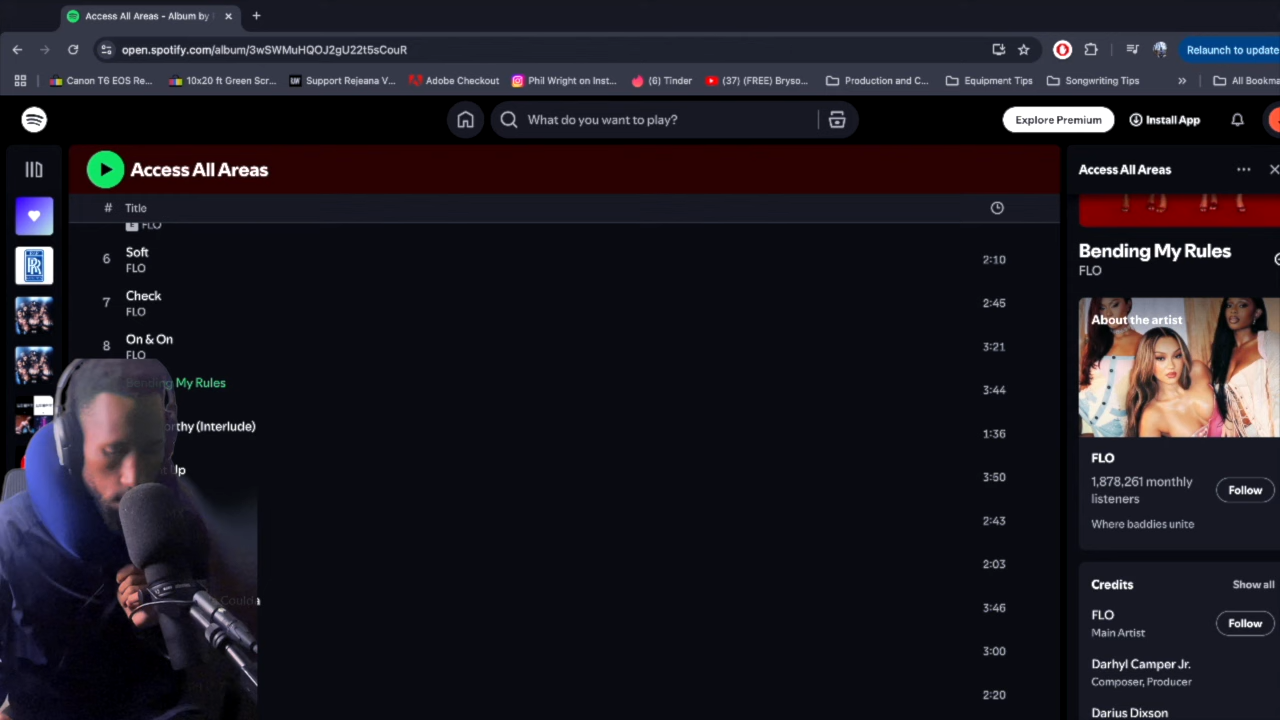 Access All Areas - Album by
open.spotify.com/album/3wSWMuHQOJ2gU22t5sCouR
Relaunch to update
Canon T6 EOS Re...
10x20 ft Green Scr...
Support Rejeana V...
Adobe Checkout
Phil Wright on Inst...
(6) Tinder
(37) (FREE) Bryso...
Production and C...
Equipment Tips
Songwriting Tips
»
All Bookma
What do you want to play?
Explore Premium
Install App
Access All Areas
# Title
E FLO
6 Soft 2:10
FLO
7 Check 2:45
FLO
8 On & On 3:21
FLO
Bending My Rules 3:44
rthy (Interlude) 1:36
Up 3:50
2:43
2:03
Coulda 3:46
3:00
2:20
Access All Areas
Bending My Rules
FLO
About the artist
FLO
1,878,261 monthly
listeners
Follow
Where baddies unite
Credits Show all
FLO
Main Artist
Follow
Darhyl Camper Jr.
Composer, Producer
Darius Dixson